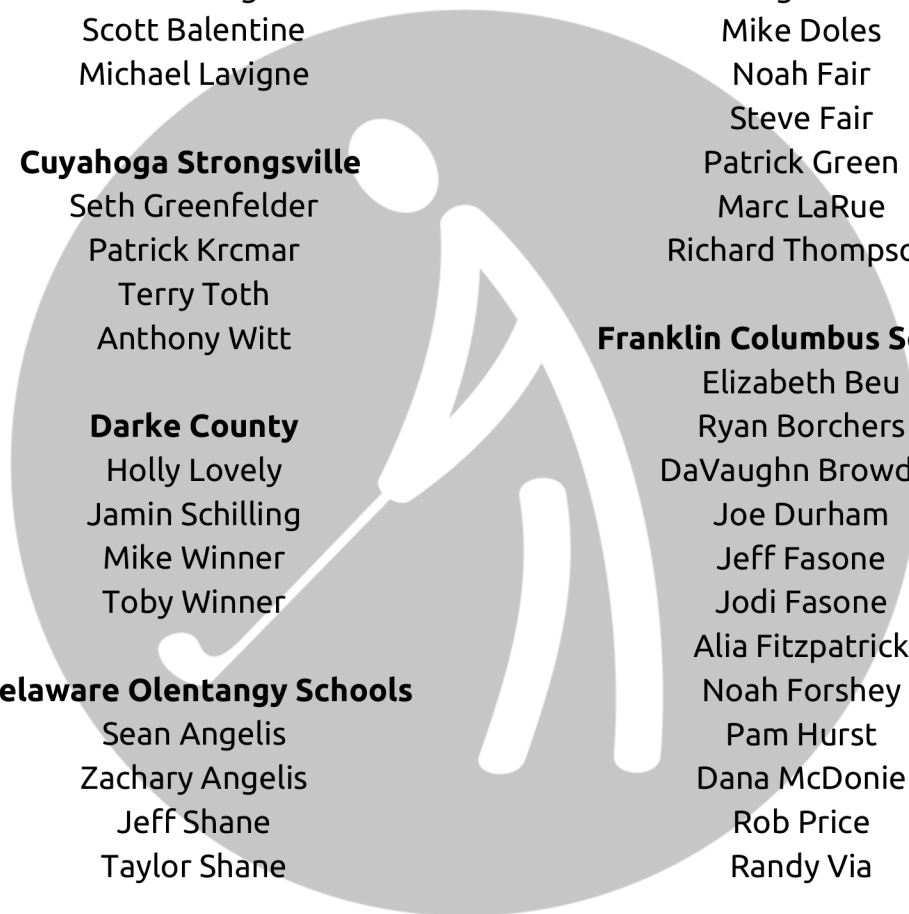 Scott Balentine
Michael Lavigne
Cuyahoga Strongsville
Seth Greenfelder
Patrick Krcmar
Terry Toth
Anthony Witt
Darke County
Holly Lovely
Jamin Schilling
Mike Winner
Toby Winner
Olentangy Schools
Sean Angelis
Zachary Angelis
Jeff Shane
Taylor Shane
Mike Doles
Noah Fair
Steve Fair
Patrick Green
Marc LaRue
Richard
Franklin Columbus
Elizabeth Beu
Ryan Borchers
DaVaughn
Joe Durham
Jeff Fasone
Jodi Fasone
Alia Fitzpatrick
Noah Forshey
Pam Hurst
Dana McDonie
Rob Price
Randy Via